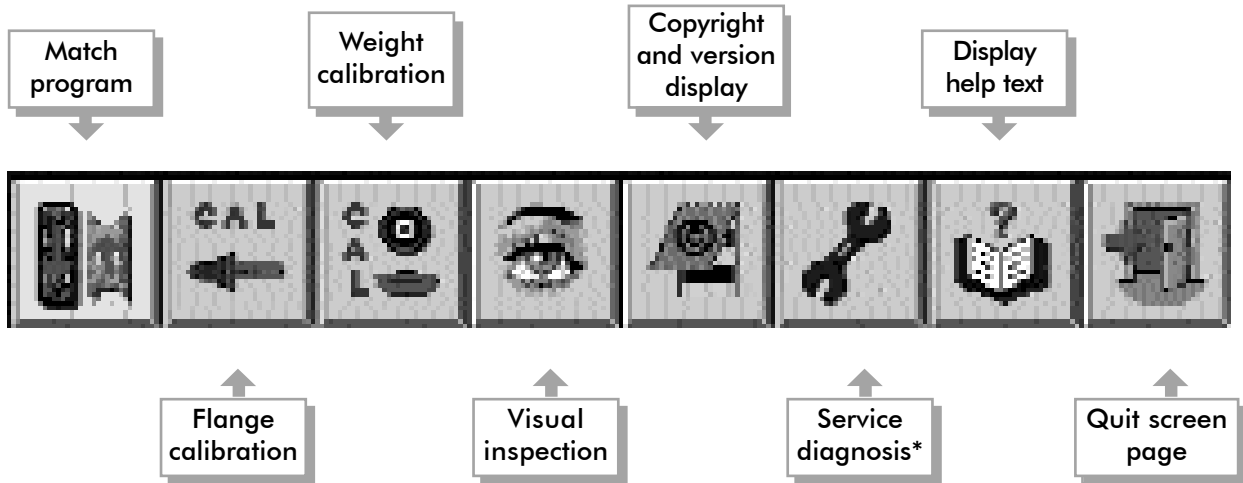 Match
program
Weight
calibration
Copyright
and version
display
Display
help text
CAL
C
A
L
?
Flange
calibration
Visual
inspection
Service
diagnosis*
Quit screen
page